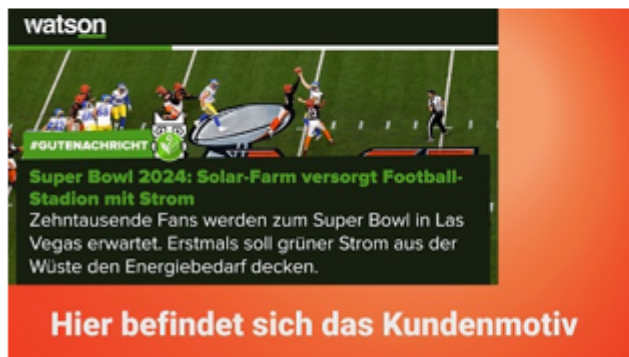 watson
#GUTENACHRICHT
Super Bowl 2024: Solar-Farm versorgt Football-
Stadion mit Strom
Zehntausende Fans werden zum Super Bowl in Las
Vegas erwartet. Erstmals soll grüner Strom aus der
Wüste den Energiebedarf decken.
Hier befindet sich das Kundenmotiv